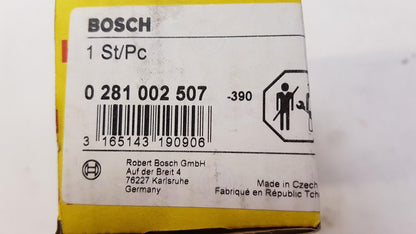 BOSCH
1 St/Pc
0 281 002 507 -390
3 165143 190906
Robert Bosch GmbH
Auf der Breit 4
76227 Karlsruhe
Germany
Made in Czech
Fabriqué en Républic Tch